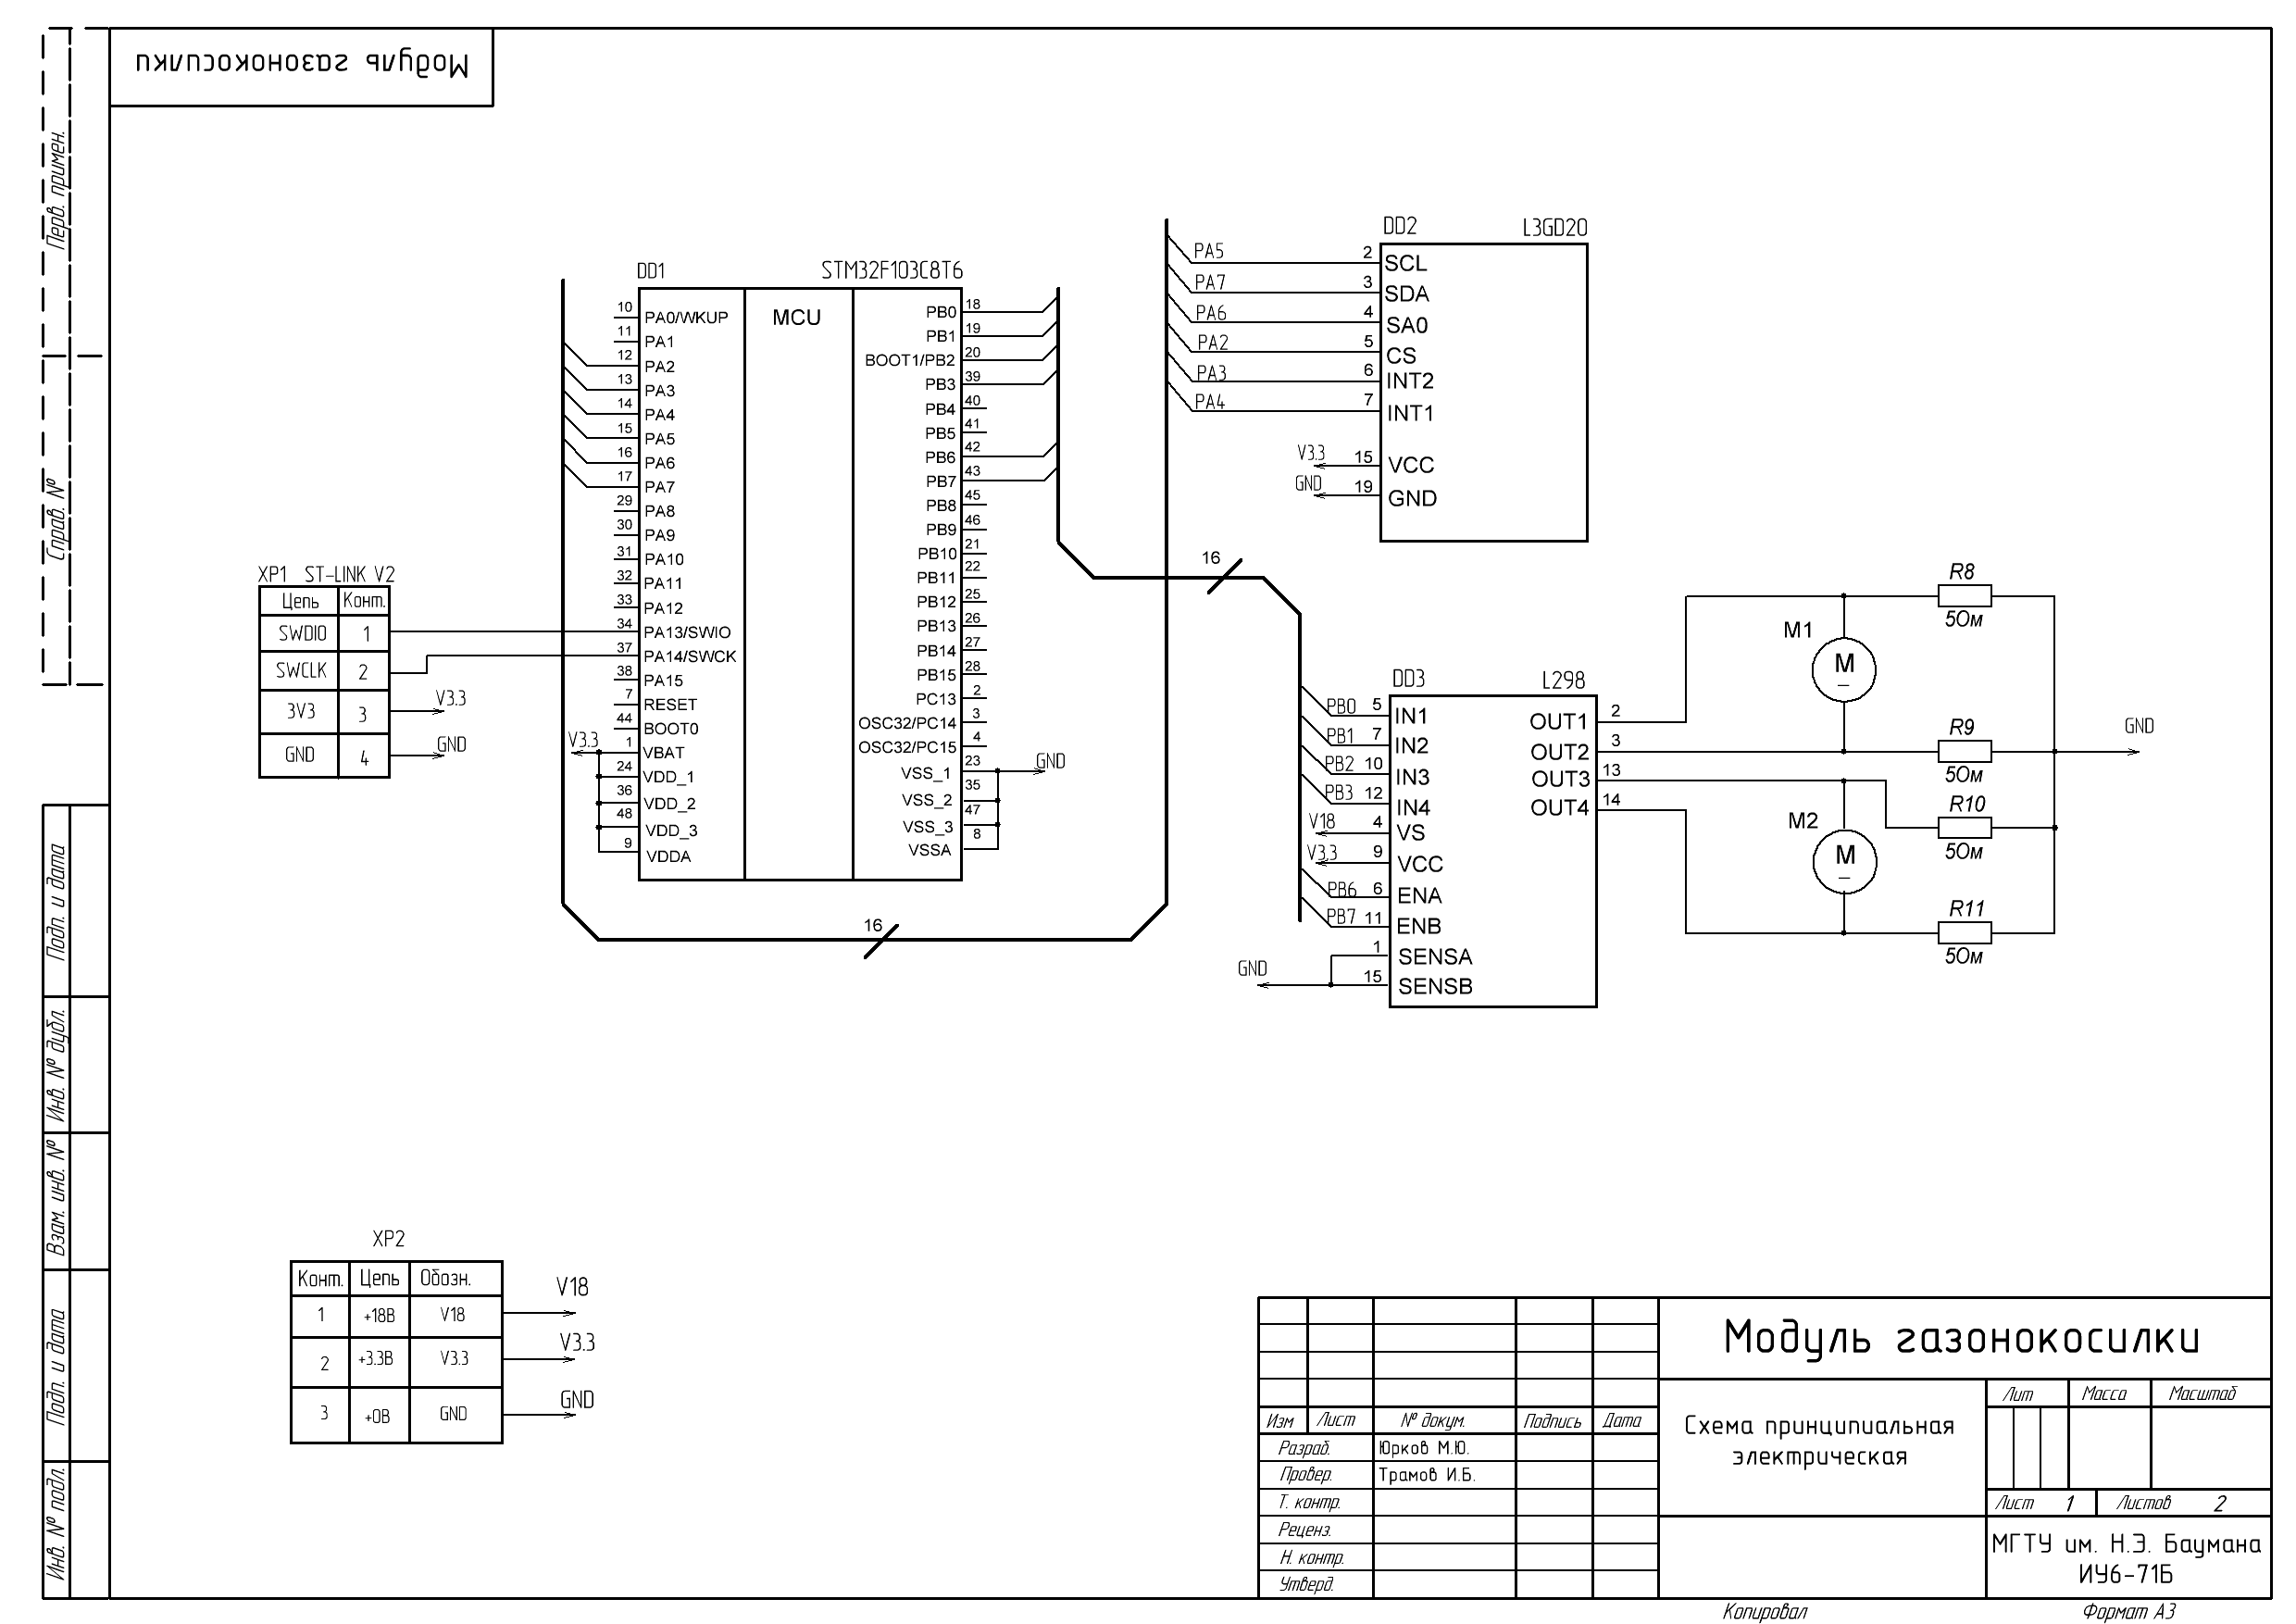 Модуль газонокосилки
Перв. примен.
Справ. №
Подп. и дата
Инв. № дубл.
Взам. инв. №
Подп. и дата
Инв. № подл.
DD1 STM32F103C8T6
MCU
10 PA0/WKUP
11 PA1
12 PA2
13 PA3
14 PA4
15 PA5
16 PA6
17 PA7
29 PA8
30 PA9
31 PA10
32 PA11
33 PA12
34 PA13/SWIO
37 PA14/SWCK
38 PA15
7 RESET
44 BOOT0
V3.3 1 VBAT
24 VDD_1
36 VDD_2
48 VDD_3
9 VDDA
PB0 18
PB1 19
BOOT1/PB2 20
PB3 39
PB4 40
PB5 41
PB6 42
PB7 43
PB8 45
PB9 46
PB10 21
PB11 22
PB12 25
PB13 26
PB14 27
PB15 28
PC13 2
OSC32/PC14 3
OSC32/PC15 4
VSS_1 23 GND
VSS_2 35
VSS_3 47
VSSA 8
16
16
XP1 ST-LINK V2
Цепь Конт.
SWDIO 1
SWCLK 2
3V3 3 V3.3
GND 4 GND
DD2 L3GD20
PA5 2 SCL
PA7 3 SDA
PA6 4 SA0
PA2 5 CS
PA3 6 INT2
PA4 7 INT1
V3.3 15 VCC
GND 19 GND
DD3 L298
PB0 5 IN1
PB1 7 IN2
PB2 10 IN3
PB3 12 IN4
V18 4 VS
V3.3 9 VCC
PB6 6 ENA
PB7 11 ENB
1 SENSA
GND 15 SENSB
OUT1 2
OUT2 3
OUT3 13
OUT4 14
M1
M
M2
M
R8
5Ом
R9
5Ом
R10
5Ом
R11
5Ом
GND
XP2
Конт. Цепь Обозн.
1 +18В V18 V18
2 +3.3В V3.3 V3.3
3 +0В GND GND
Модуль газонокосилки
Схема принципиальная
электрическая
Лит Масса Масштаб
Изм Лист № докум. Подпись Дата
Разраб. Юрков М.Ю.
Провер. Трамов И.Б.
Т. контр.
Реценз.
Н. контр.
Утверд.
Лист 1 Листов 2
МГТУ им. Н.Э. Баумана
ИУ6-71Б
Копировал Формат А3